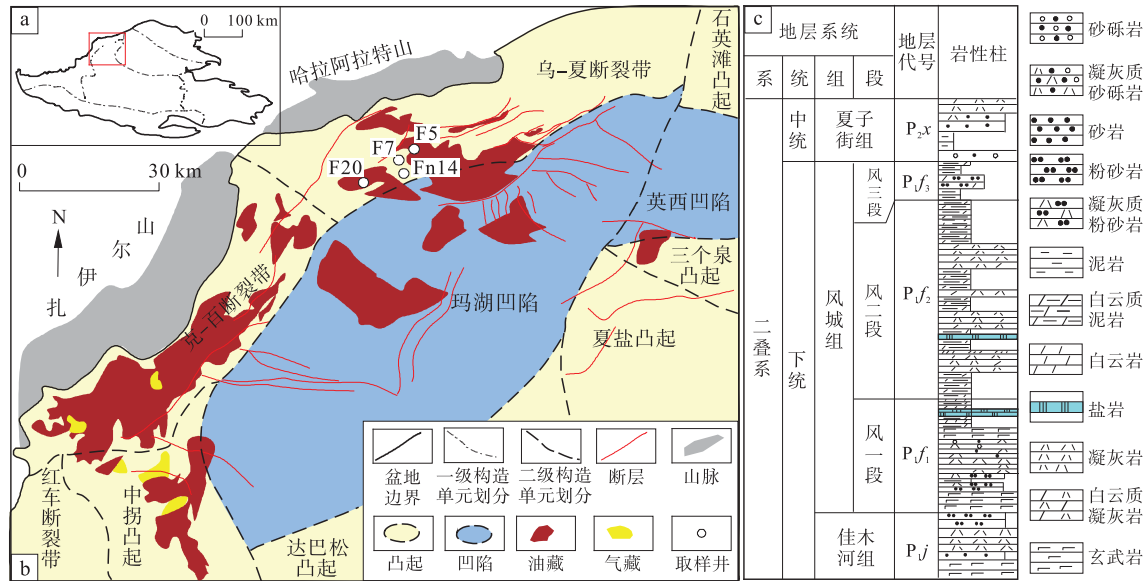 a
0 100 km
哈拉阿拉特山
乌-夏断裂带
石英滩凸起
F5
F7
F20
Fn14
0 30 km
N
扎伊尔山
英西凹陷
三个泉
凸起
克-百断裂带
玛湖凹陷
夏盐凸起
红车断裂带
中拐凸起
达巴松
凸起
b
盆地
边界
一级构造
单元划分
二级构造
单元划分
断层
山脉
凸起
凹陷
油藏
气藏
取样井
c
地层系统
地层
代号
岩性柱
系
统
组
段
二叠系
中统
夏子
街组
P₂x
下统
风城组
风三段
P₁f₃
风二段
P₁f₂
风一段
P₁f₁
佳木
河组
P₁j
砂砾岩
凝灰质
砂砾岩
砂岩
粉砂岩
凝灰质
粉砂岩
泥岩
白云质
泥岩
白云岩
盐岩
凝灰岩
白云质
凝灰岩
玄武岩